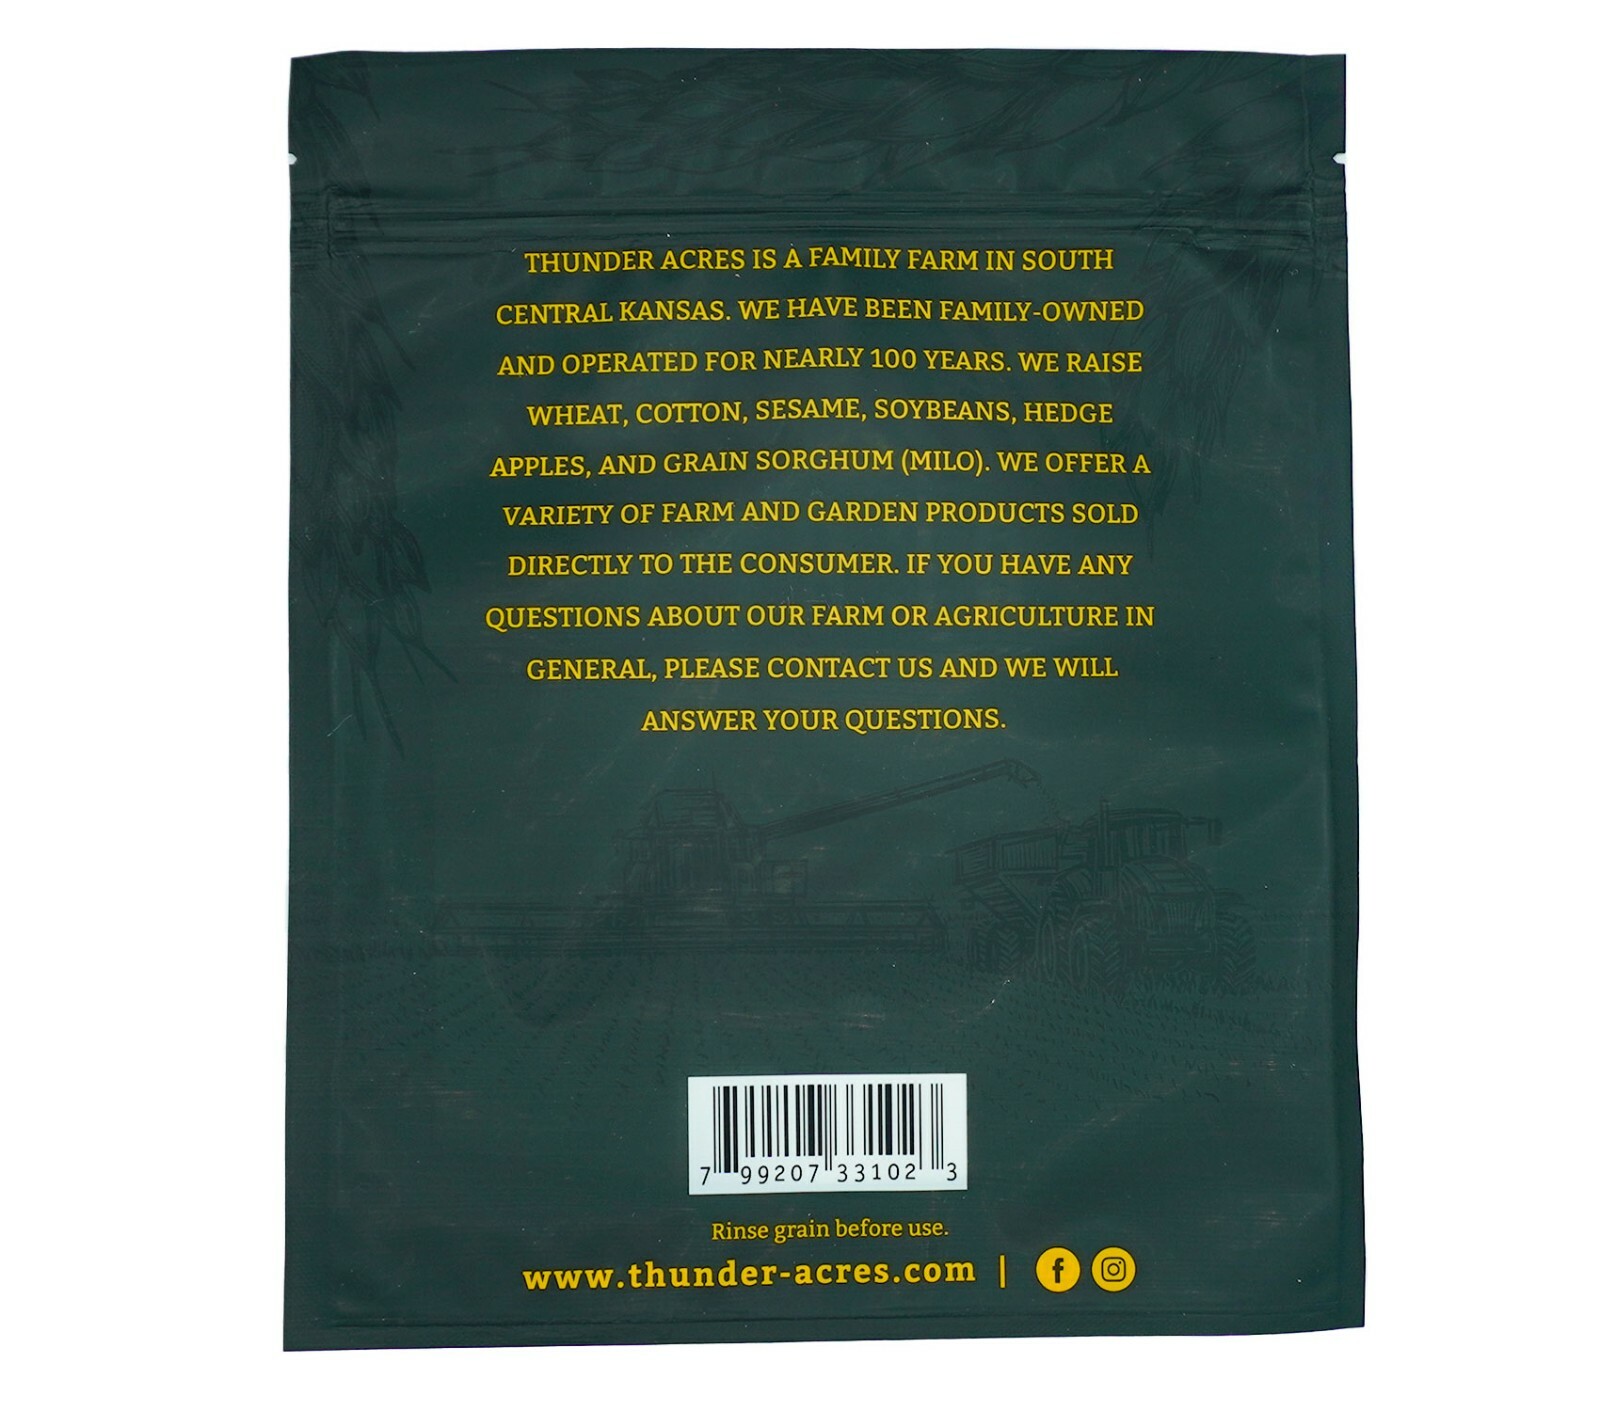 THUNDER ACRES IS A FAMILY FARM IN SOUTH
CENTRAL KANSAS. WE HAVE BEEN FAMILY-OWNED
AND OPERATED FOR NEARLY 100 YEARS. WE RAISE
WHEAT, COTTON, SESAME, SOYBEANS, HEDGE
APPLES, AND GRAIN SORGHUM (MILO). WE OFFER A
VARIETY OF FARM AND GARDEN PRODUCTS SOLD
DIRECTLY TO THE CONSUMER. IF YOU HAVE ANY
QUESTIONS ABOUT OUR FARM OR AGRICULTURE IN
GENERAL, PLEASE CONTACT US AND WE WILL
ANSWER YOUR QUESTIONS.
7 99207 33102 3
Rinse grain before use.
www.thunder-acres.com |